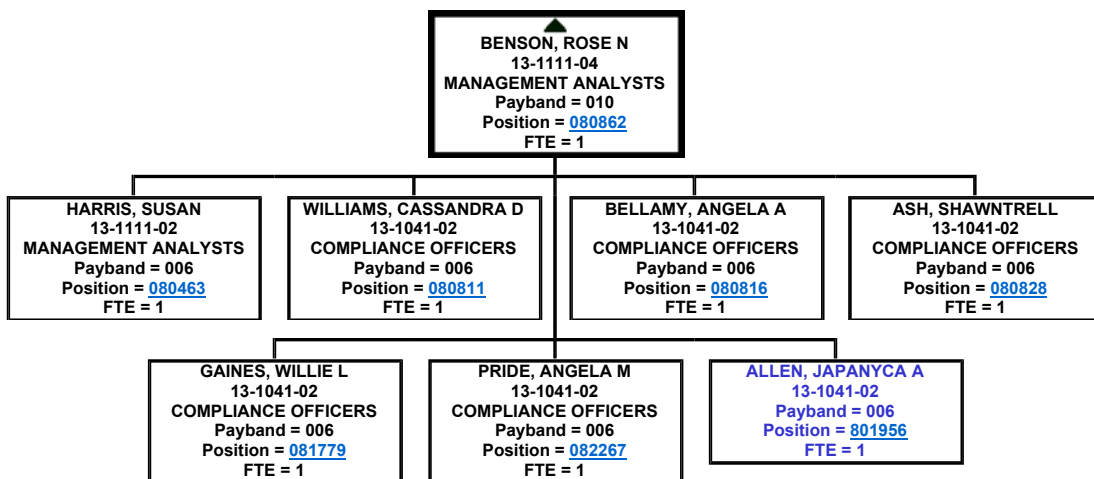 BENSON, ROSE N
13-1111-04
MANAGEMENT ANALYSTS
Payband = 010
Position = 080862
FTE = 1
HARRIS, SUSAN
13-1111-02
MANAGEMENT ANALYSTS
Payband = 006
Position = 080463
FTE = 1
WILLIAMS, CASSANDRA D
13-1041-02
COMPLIANCE OFFICERS
Payband = 006
Position = 080811
FTE = 1
BELLAMY, ANGELA A
13-1041-02
COMPLIANCE OFFICERS
Payband = 006
Position = 080816
FTE = 1
ASH, SHAWNTRELL
13-1041-02
COMPLIANCE OFFICERS
Payband = 006
Position = 080828
FTE = 1
GAINES, WILLIE L
13-1041-02
COMPLIANCE OFFICERS
Payband = 006
Position = 081779
FTE = 1
PRIDE, ANGELA M
13-1041-02
COMPLIANCE OFFICERS
Payband = 006
Position = 082267
FTE = 1
ALLEN, JAPANYCA A
13-1041-02
Payband = 006
Position = 801956
FTE = 1